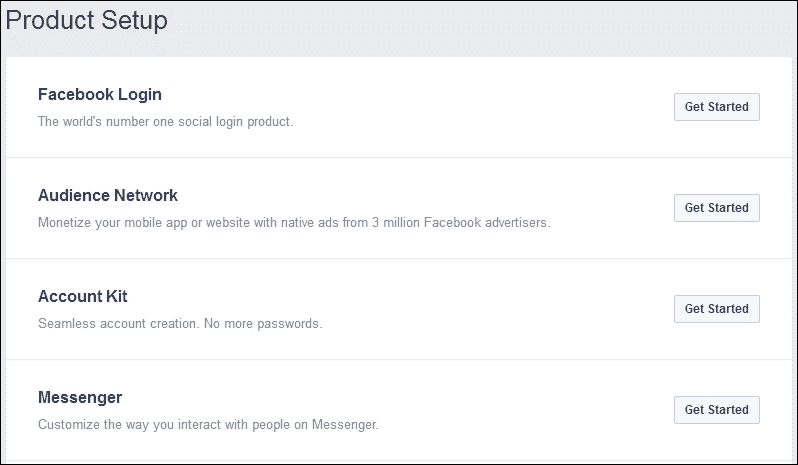 Product Setup
Facebook Login
The world's number one social login product.
Get Started
Audience Network
Monetize your mobile app or website with native ads from 3 million Facebook advertisers.
Get Started
Account Kit
Seamless account creation. No more passwords.
Get Started
Messenger
Customize the way you interact with people on Messenger.
Get Started